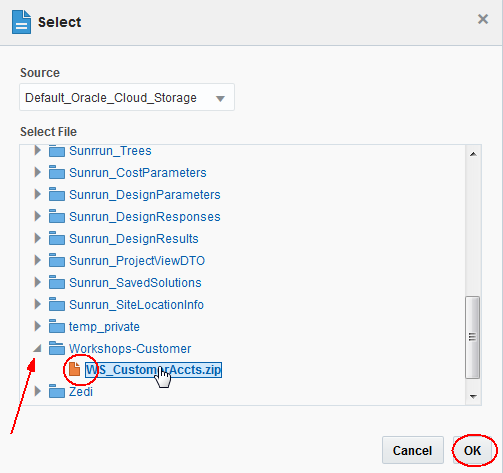 Select
Source
Default_Oracle_Cloud_Storage
Select File
Sunrrun_Trees
Sunrun_CostParameters
Sunrun_DesignParameters
Sunrun_DesignResponses
Sunrun_DesignResults
Sunrun_ProjectViewDTO
Sunrun_SavedSolutions
Sunrun_SiteLocationInfo
temp_private
Workshops-Customer
WS_CustomerAccts.zip
Zedi
Cancel OK